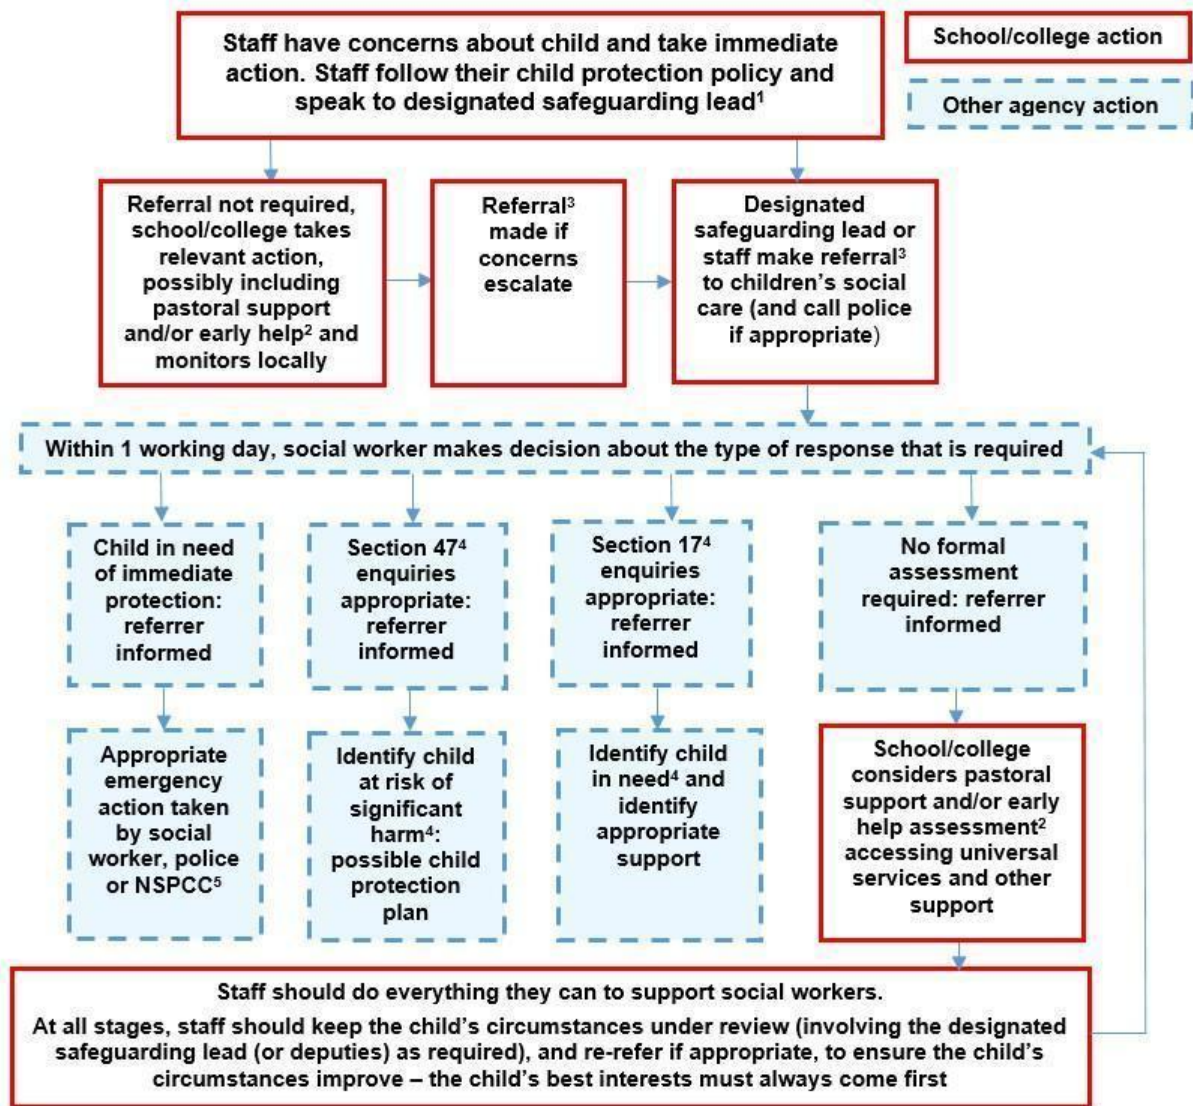 Staff have concerns about child and take immediate
action. Staff follow their child protection policy and
speak to designated safeguarding lead¹
School/college action
Other agency action
Referral not required,
school/college takes
relevant action,
possibly including
pastoral support
and/or early help² and
monitors locally
Referral³
made if
concerns
escalate
Designated
safeguarding lead or
staff make referral³
to children’s social
care (and call police
if appropriate)
Within 1 working day, social worker makes decision about the type of response that is required
Child in need
of immediate
protection:
referrer
informed
Section 47⁴
enquiries
appropriate:
referrer
informed
Section 17⁴
enquiries
appropriate:
referrer
informed
No formal
assessment
required: referrer
informed
Appropriate
emergency
action taken
by social
worker, police
or NSPCC⁵
Identify child
at risk of
significant
harm⁴:
possible child
protection
plan
Identify child
in need⁴ and
identify
appropriate
support
School/college
considers pastoral
support and/or early
help assessment²
accessing universal
services and other
support
Staff should do everything they can to support social workers.
At all stages, staff should keep the child’s circumstances under review (involving the designated
safeguarding lead (or deputies) as required), and re-refer if appropriate, to ensure the child’s
circumstances improve – the child’s best interests must always come first